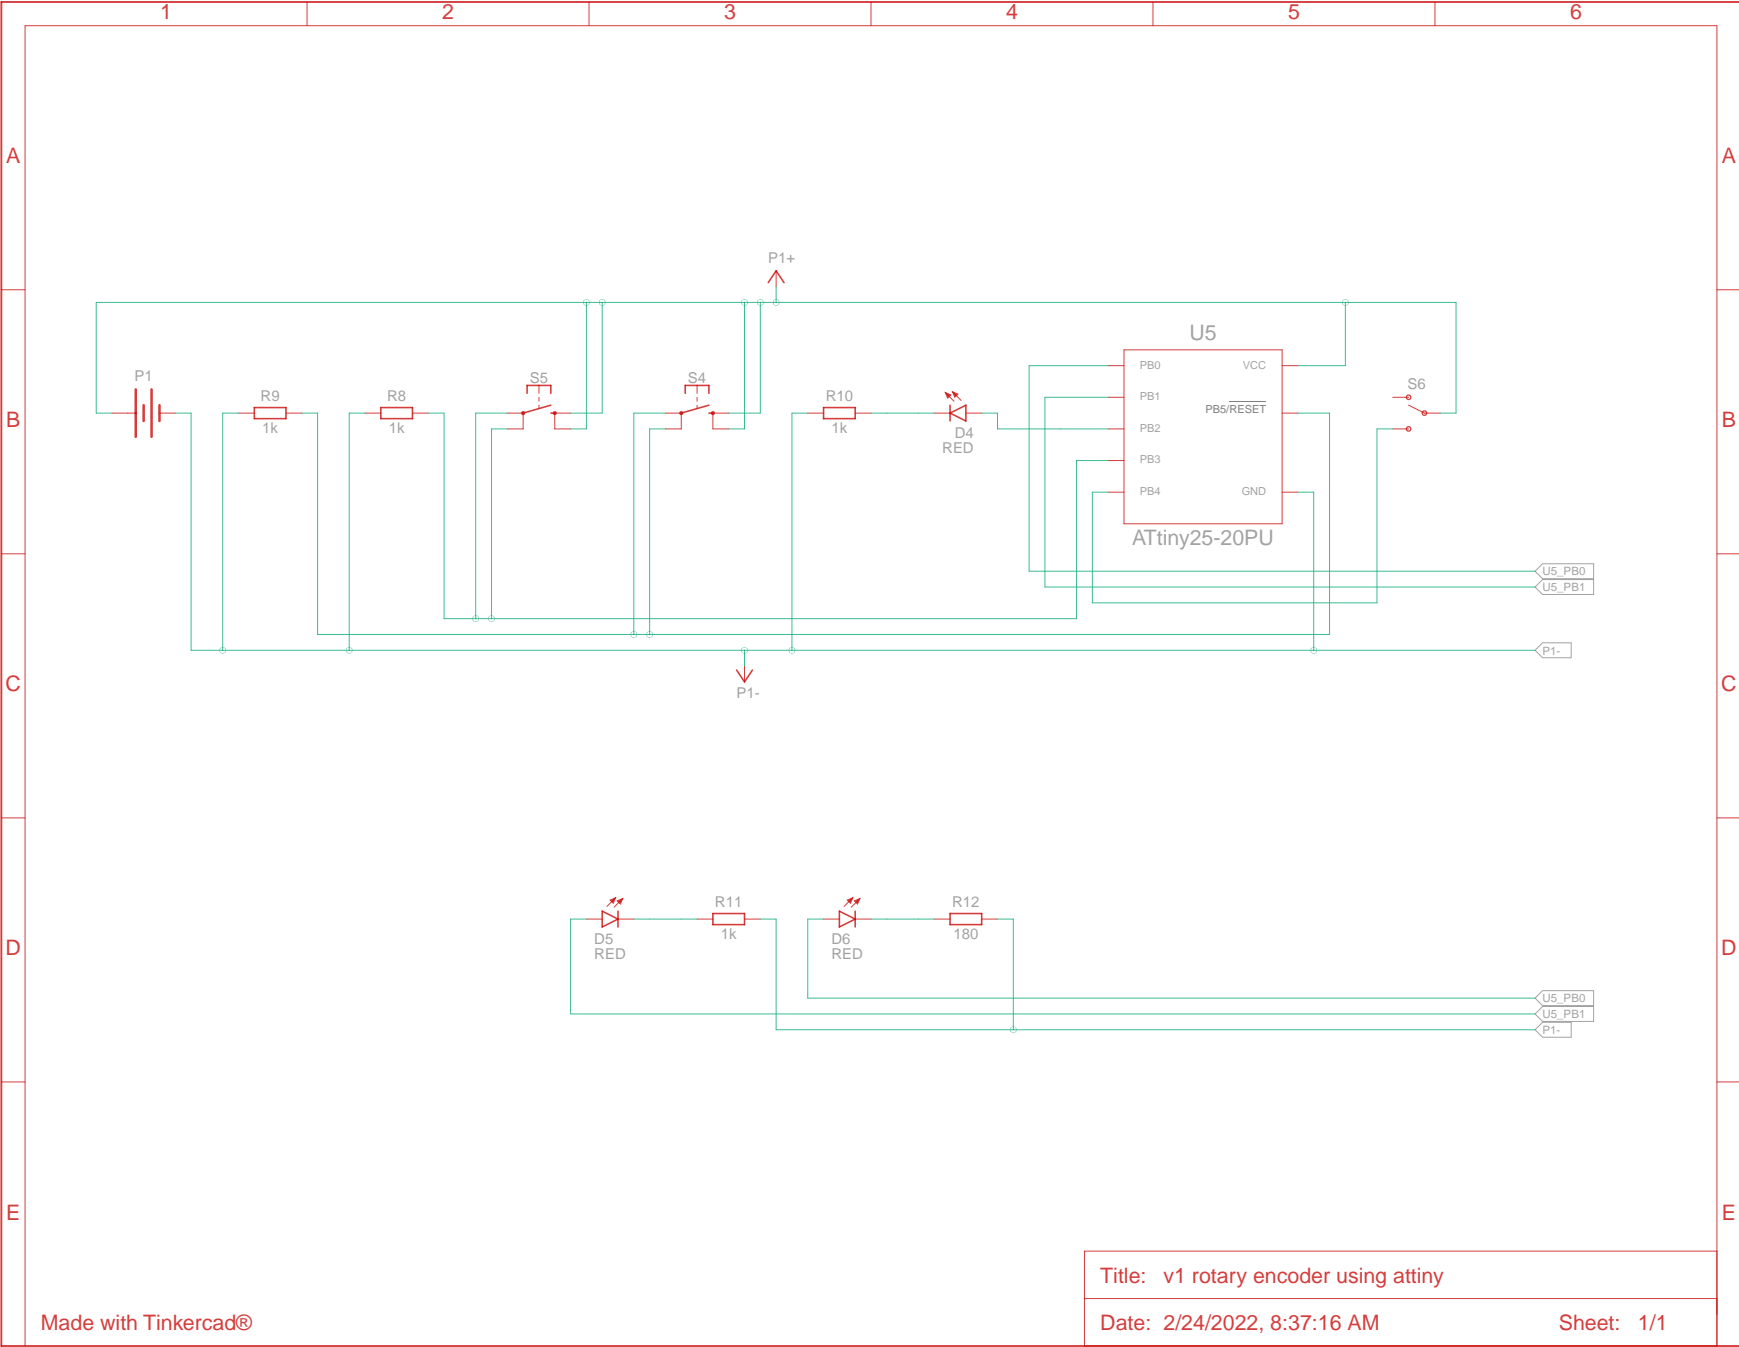 1 2 3 4 5 6
A A
P1+
U5
P1 R9 R8 S5 S4 R10 S6
PB0 VCC
PB1
PB5/RESET
B B
1k 1k 1k
D4
RED
PB2
PB3
PB4 GND
ATtiny25-20PU
U5_PB0
U5_PB1
P1-
C C
P1-
R11 R12
D5
RED
1k
D6
RED
180
D D
U5_PB0
U5_PB1
P1-
E E
Title: v1 rotary encoder using attiny
Made with Tinkercad®
Date: 2/24/2022, 8:37:16 AM Sheet: 1/1